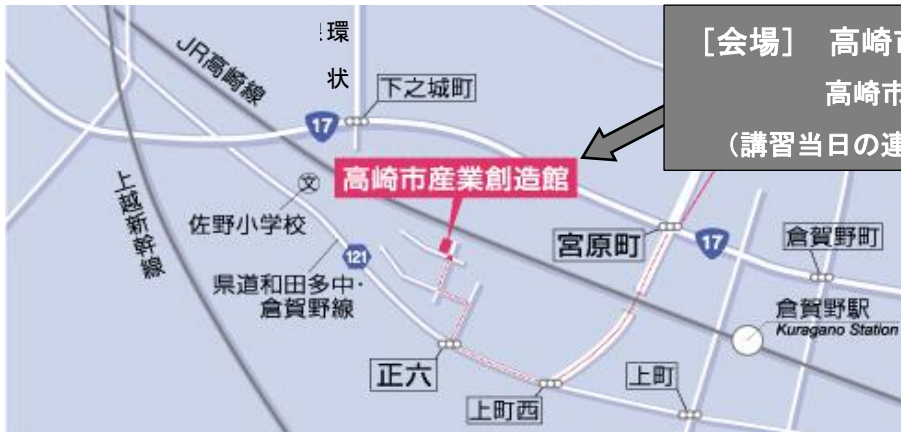 環
状
JR高崎線
下之城町
17
[会場] 高崎市
高崎市
(講習当日の連
高崎市産業創造館
文
佐野小学校
上越新幹線
県道和田多中・
倉賀野線
121
宮原町
17
倉賀野町
倉賀野駅
Kuragano Station
正六
上町西
上町